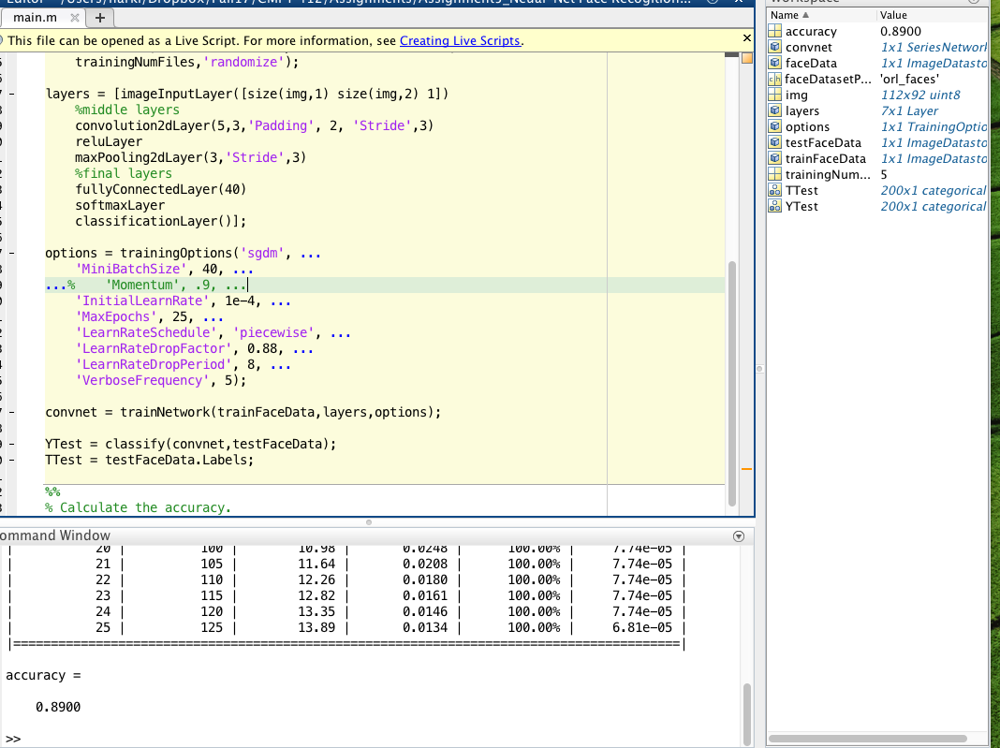 main.m
This file can be opened as a Live Script. For more information, see Creating Live Scripts.
trainingNumFiles,'randomize');
layers = [imageInputLayer([size(img,1) size(img,2) 1])
%middle layers
convolution2dLayer(5,3,'Padding', 2, 'Stride',3)
reluLayer
maxPooling2dLayer(3,'Stride',3)
%final layers
fullyConnectedLayer(40)
softmaxLayer
classificationLayer()];
options = trainingOptions('sgdm', ...
'MiniBatchSize', 40, ...
...% 'Momentum', .9, ...
'InitialLearnRate', 1e-4, ...
'MaxEpochs', 25, ...
'LearnRateSchedule', 'piecewise', ...
'LearnRateDropFactor', 0.88, ...
'LearnRateDropPeriod', 8, ...
'VerboseFrequency', 5);
convnet = trainNetwork(trainFaceData,layers,options);
YTest = classify(convnet,testFaceData);
TTest = testFaceData.Labels;
%%
% Calculate the accuracy.
ommand Window
| 20 | 100 | 10.98 | 0.0248 | 100.00% | 7.74e-05 |
| 21 | 105 | 11.64 | 0.0208 | 100.00% | 7.74e-05 |
| 22 | 110 | 12.26 | 0.0180 | 100.00% | 7.74e-05 |
| 23 | 115 | 12.82 | 0.0161 | 100.00% | 7.74e-05 |
| 24 | 120 | 13.35 | 0.0146 | 100.00% | 7.74e-05 |
| 25 | 125 | 13.89 | 0.0134 | 100.00% | 6.81e-05 |
|=========================================================================================|
accuracy =
0.8900
>>
Name Value
accuracy 0.8900
convnet 1x1 SeriesNetwork
faceData 1x1 ImageDatasto
faceDatasetP... 'orl_faces'
img 112x92 uint8
layers 7x1 Layer
options 1x1 TrainingOptio
testFaceData 1x1 ImageDatasto
trainFaceData 1x1 ImageDatasto
trainingNum... 5
TTest 200x1 categorical
YTest 200x1 categorical